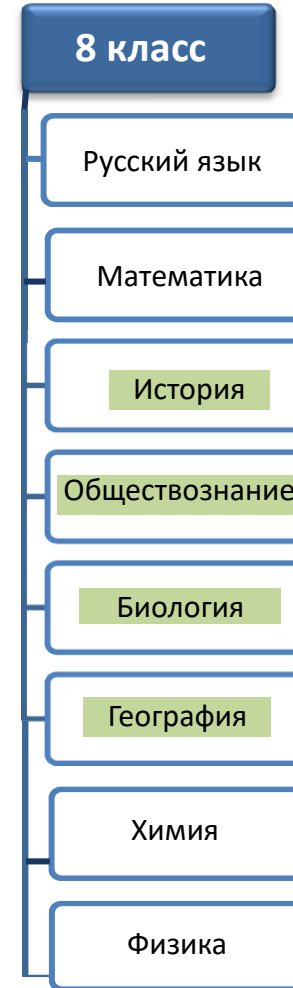 8 класс
Русский язык
Математика
История
Обществознание
Биология
География
Химия
Физика